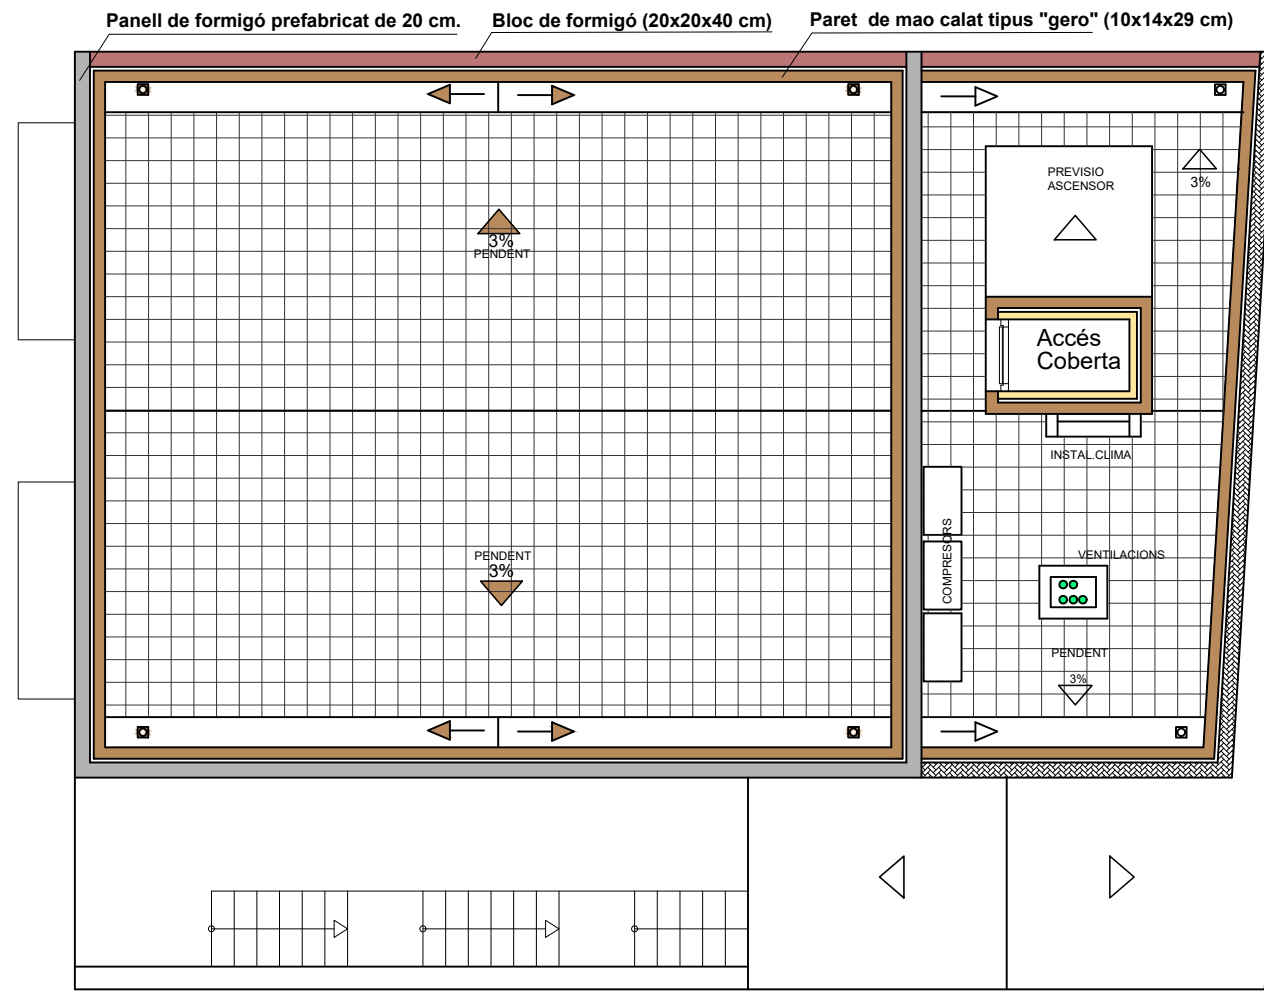 Panell de formigó prefabricat de 20 cm.
Bloc de formigó (20x20x40 cm)
Paret de mao calat tipus "gero" (10x14x29 cm)
PREVISIO
ASCENSOR
3%
3%
PENDENT
Accés
Coberta
INSTAL.CLIMA
COMPRESORS
VENTILACIONS
PENDENT
3%
PENDENT
3%